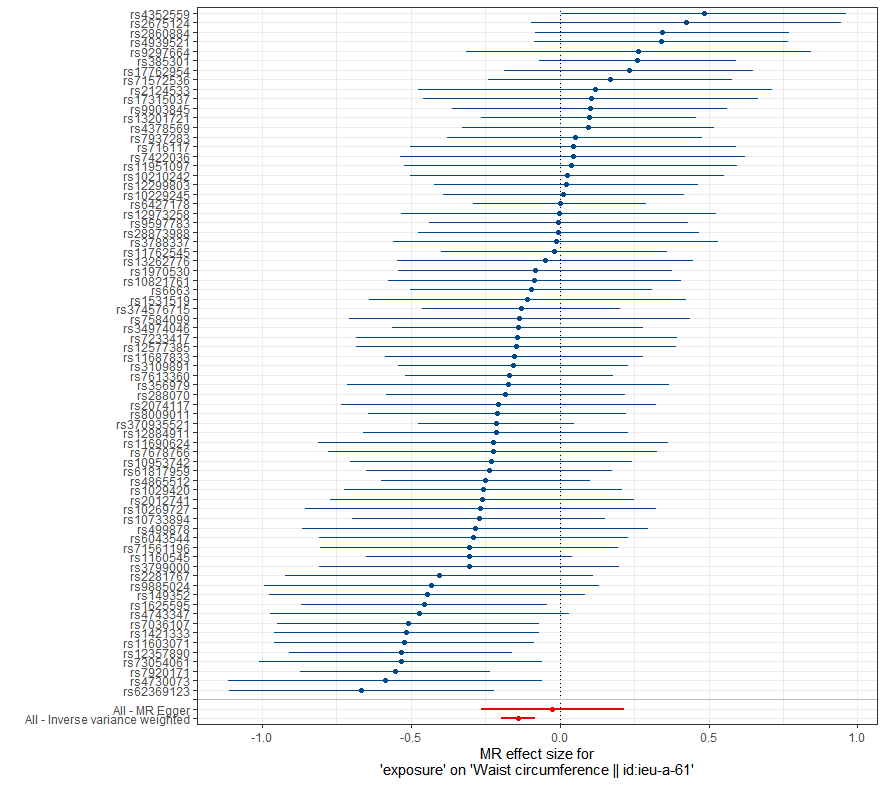 rs4352559
rs2675124
rs2860884
rs4939521
rs9297664
rs385301
rs17762954
rs71572536
rs2124533
rs17315037
rs9903845
rs13201721
rs4378569
rs7937283
rs716117
rs7422036
rs11951097
rs10210242
rs12299803
rs10229245
rs6427178
rs12973258
rs9597783
rs28873988
rs3788337
rs11762545
rs13262776
rs1970530
rs10821761
rs6663
rs1531519
rs374576715
rs7584099
rs34974046
rs7233417
rs12577385
rs11687833
rs3109891
rs7613360
rs356979
rs288070
rs2074117
rs8009011
rs370935521
rs12884911
rs11690624
rs7678766
rs10953742
rs61817959
rs4865512
rs1029420
rs2012741
rs10269727
rs10733894
rs499878
rs6043544
rs71561196
rs1160545
rs3799000
rs2281767
rs9885024
rs149352
rs1625595
rs4743347
rs7036107
rs1421333
rs11603071
rs12357890
rs73054061
rs7920171
rs4730073
rs62369123
All - MR Egger
All - Inverse variance weighted
-1.0 -0.5 0.0 0.5 1.0
MR effect size for
'exposure' on 'Waist circumference || id:ieu-a-61'